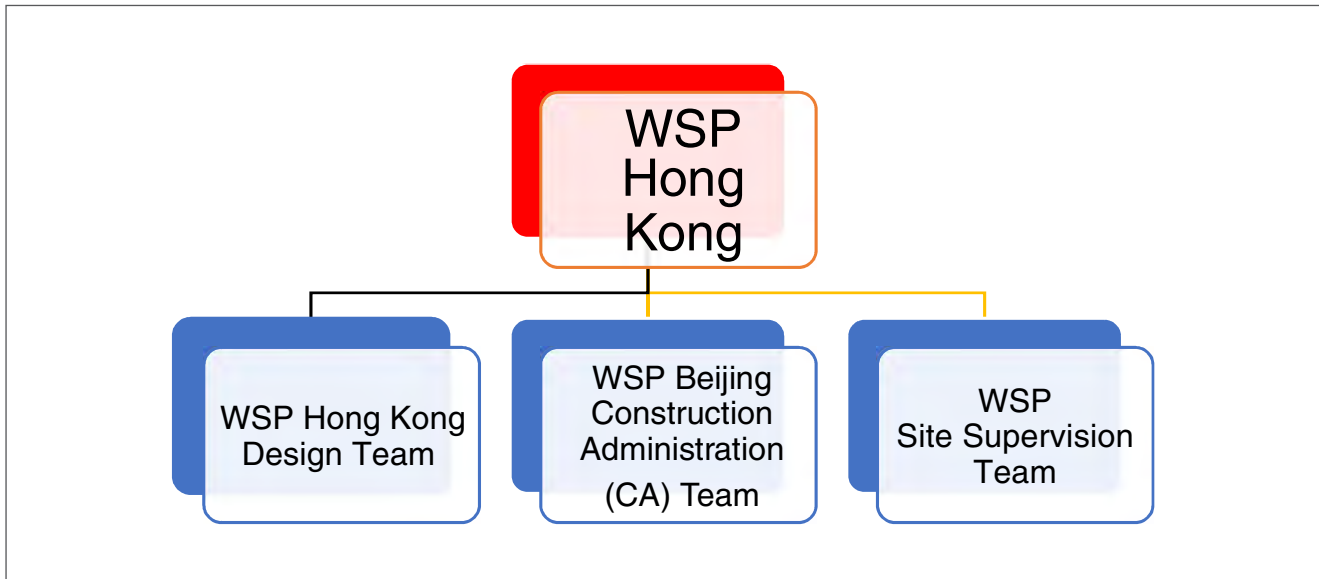 WSP
Hong
Kong
WSP Hong Kong
Design Team
WSP Beijing
Construction
Administration
(CA) Team
WSP
Site Supervision
Team